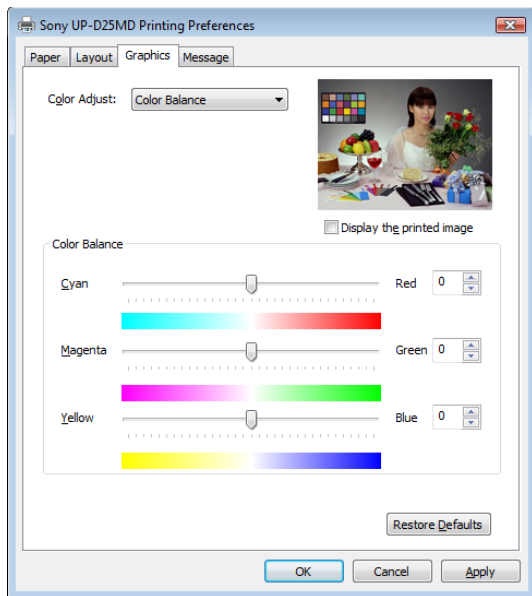 Sony UP-D25MD Printing Preferences
Paper Layout Graphics Message
Color Adjust: Color Balance
Display the printed image
Color Balance
Cyan Red 0
Magenta Green 0
Yellow Blue 0
Restore Defaults
OK Cancel Apply